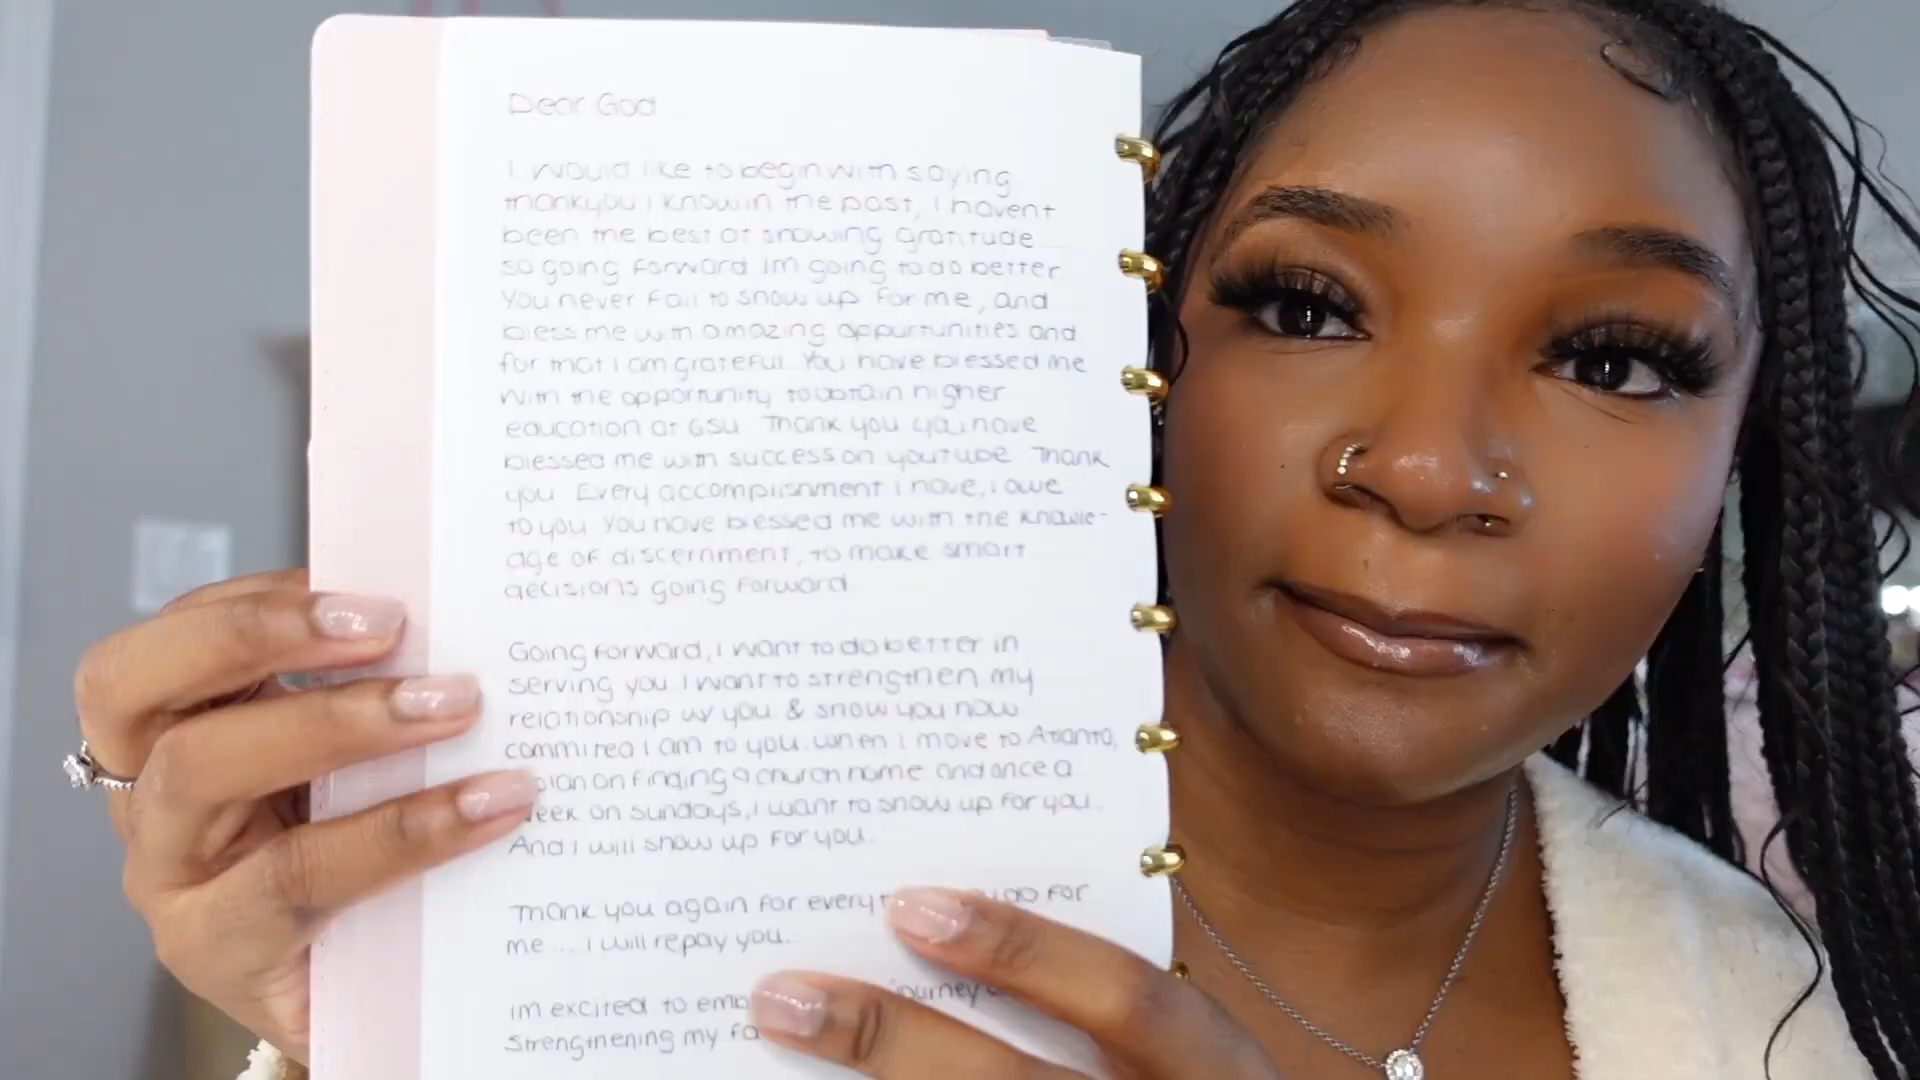 Dear God
I would like to begin with saying
thankyou I know in the past, I havent
been the best at showing gratitude...
so going forward Im going to do better
You never fail to show up for me, and
bless me with amazing oppurtunities and
for that I am grateful. You have blessed me
with the opportunity to obtain higher
education at GSU. Thank you you have
blessed me with success on youtube. Thank
you. Every accomplishment I have, I owe
to you. You have blessed me with the knowle-
dge of discernment, to make smart
decisions going forward.
Going forward, I want to do better in
serving you I want to strengthen my
relationship w/ you & show you how
commited I am to you. When I move to Atlanta,
plan on finding a church home and once a
week on sundays, I want to show up for you.
And I will show up for you.
Thank you again for do for
me... I will repay you.
Im excited to journey
strengthening my